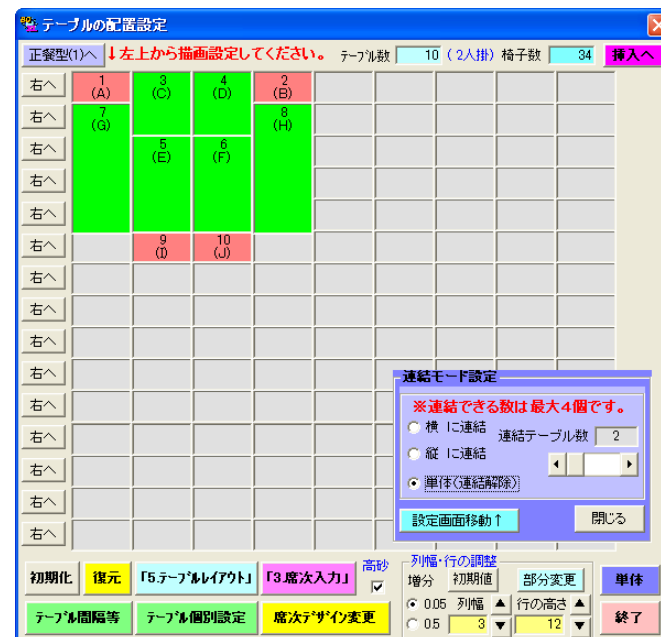 テーブルの配置設定
正餐型(1)へ ↓左上から描画設定してください。 テーブル数 10 (2人掛) 椅子数 34 挿入へ
右へ 1 3 4 2
(A) (C) (D) (B)
右へ 7 8
(G) (H)
右へ 5 6
(E) (F)
右へ
右へ
右へ 9 10
(I) (J)
右へ
右へ
右へ
右へ
右へ
右へ
右へ
右へ
右へ
連結モード設定
※連結できる数は最大4個です。
横 に連結
連結テーブル数 2
縦 に連結
単体(連結解除)
設定画面移動↑ 閉じる
初期化 復元 「5.テーブルレイアウト」 「3.席次入力」 高砂
テーブル間隔等 テーブル個別設定 席次デザイン変更
列幅・行の調整
増分 初期値 部分変更
0.05 列幅 ▲ 行の高さ ▲
0.5 3 ▼ 12 ▼
単体
終了